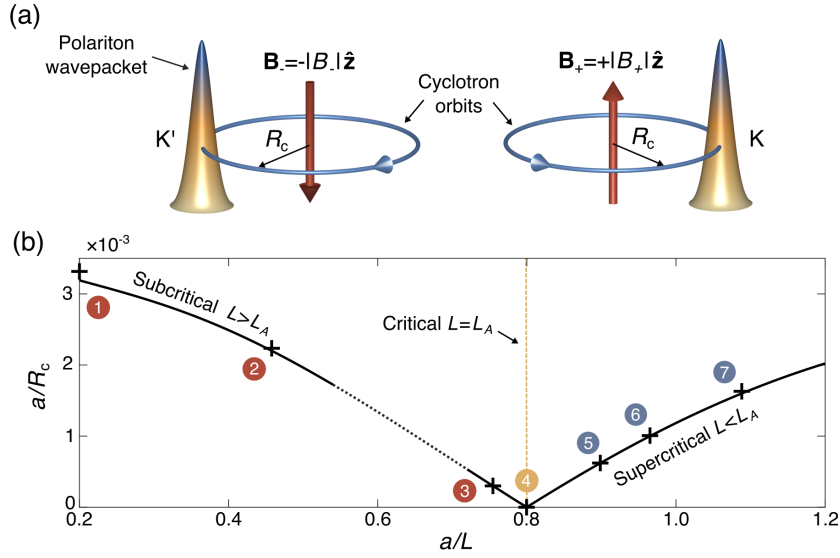 (a)
Polariton
wavepacket
B₋=-|B₋|ẑ
B₊=+|B₊|ẑ
Cyclotron
orbits
K'
R_c
R_c
K
(b)
×10⁻³
3
2
1
0
a/R_c
Subcritical L>L_A
Critical L=L_A
Supercritical L<L_A
1
2
3
4
5
6
7
0.2
0.4
0.6
0.8
1.0
1.2
a/L